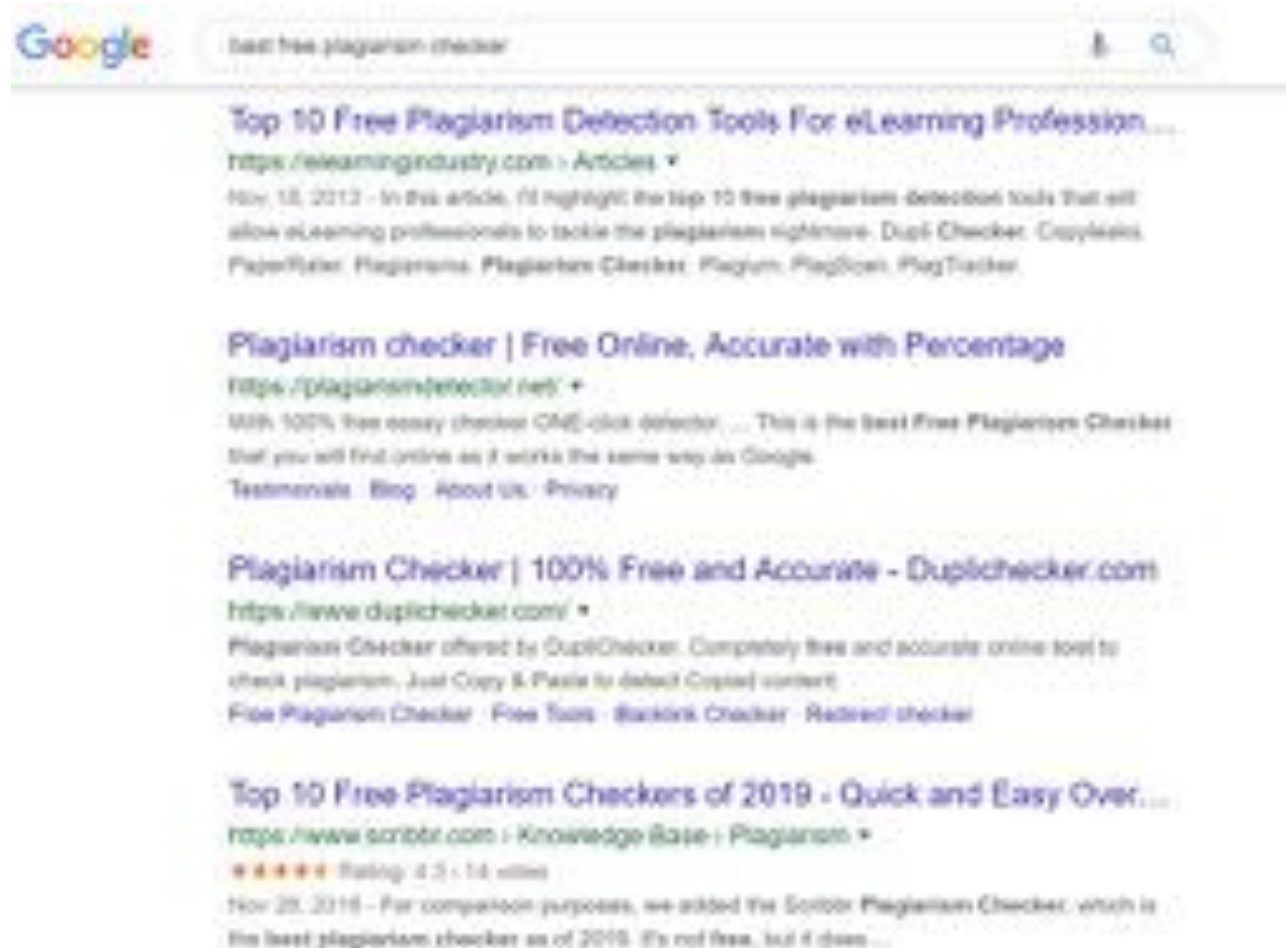 Google
best free plagiarism checker
Top 10 Free Plagiarism Detection Tools For eLearning Profession...
https://elearningindustry.com › Articles
Nov 18, 2013 - In this article, I'll highlight the top 10 free plagiarism detection tools that will
allow eLearning professionals to tackle the plagiarism nightmare. Dupli Checker. Copyleaks.
PaperRater. Plagiarisma. Plagiarism Checker. Plagium. PlagScan. PlagTracker.
Plagiarism checker | Free Online, Accurate with Percentage
https://plagiarismdetector.net/
With 100% free essay checker ONE-click detector. ... This is the best Free Plagiarism Checker
that you will find online as it works the same way as Google.
Testimonials · Blog · About Us · Privacy
Plagiarism Checker | 100% Free and Accurate - Duplichecker.com
https://www.duplichecker.com/
Plagiarism Checker offered by DupliChecker. Completely free and accurate online tool to
check plagiarism. Just Copy & Paste to detect Copied content.
Free Plagiarism Checker · Free Tools · Backlink Checker · Redirect checker
Top 10 Free Plagiarism Checkers of 2019 - Quick and Easy Over...
https://www.scribbr.com › Knowledge Base › Plagiarism
Rating: 4.3 - 14 votes
Nov 28, - For comparison purposes, we added the Scribbr Plagiarism Checker, which is
the best plagiarism checker as of 2019. It's not free, but it does...